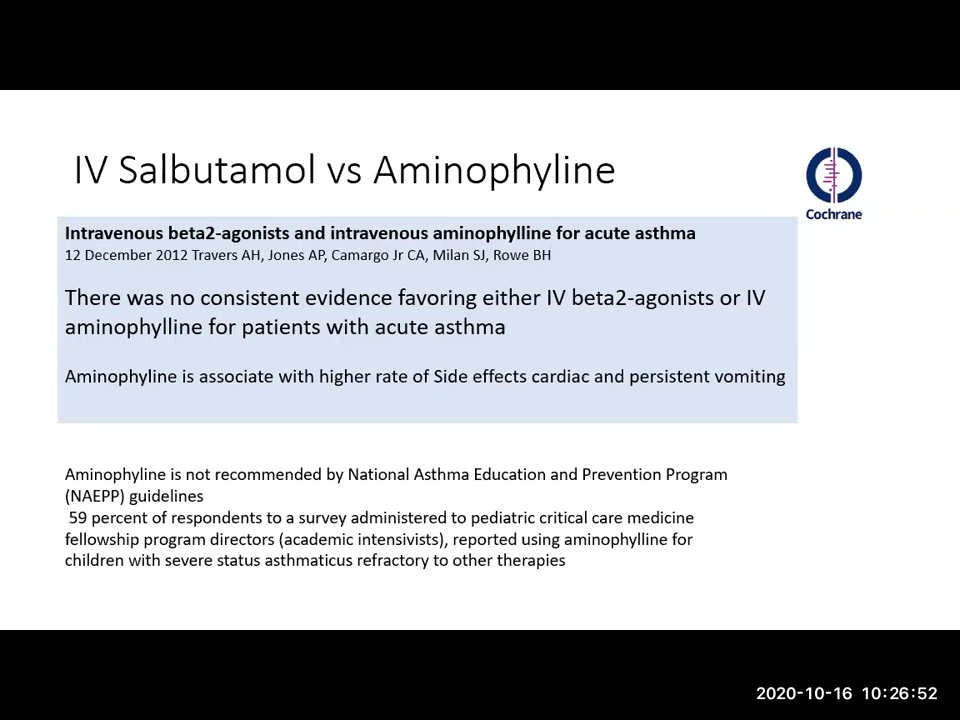 IV Salbutamol vs Aminophyline
Cochrane
Intravenous beta2-agonists and intravenous aminophylline for acute asthma
12 December 2012 Travers AH, Jones AP, Camargo Jr CA, Milan SJ, Rowe BH
There was no consistent evidence favoring either IV beta2-agonists or IV
aminophylline for patients with acute asthma
Aminophyline is associate with higher rate of Side effects cardiac and persistent vomiting
Aminophyline is not recommended by National Asthma Education and Prevention Program
(NAEPP) guidelines
59 percent of respondents to a survey administered to pediatric critical care medicine
fellowship program directors (academic intensivists), reported using aminophylline for
children with severe status asthmaticus refractory to other therapies
2020-10-16 10:26:52